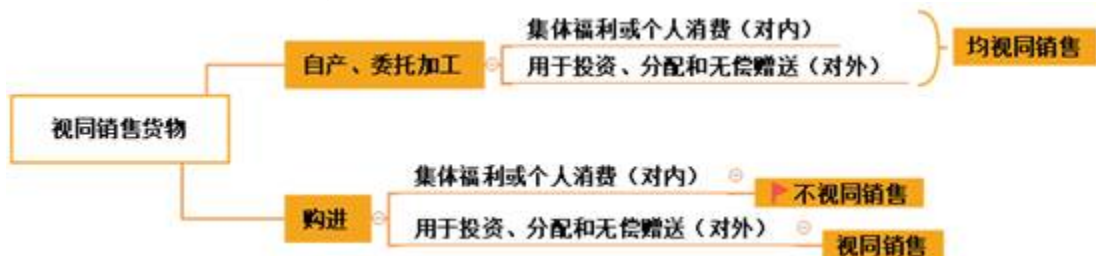 视同销售货物
自产、委托加工
集体福利或个人消费（对内）
用于投资、分配和无偿赠送（对外）
均视同销售
购进
集体福利或个人消费（对内）
不视同销售
用于投资、分配和无偿赠送（对外）
视同销售